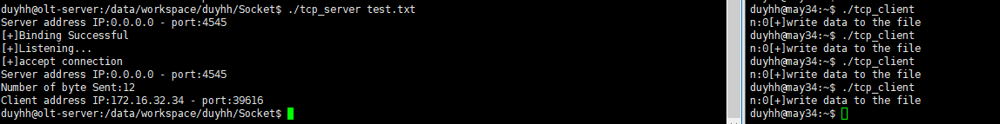 duyhh@olt-server:/data/workspace/duyhh/Socket$ ./tcp_server test.txt
Server address IP:0.0.0.0 - port:4545
[+]Binding Successful
[+]Listening...
[+]accept connection
Server address IP:0.0.0.0 - port:4545
Number of byte Sent:12
Client address IP:172.16.32.34 - port:39616
duyhh@olt-server:/data/workspace/duyhh/Socket$
duyhh@may34:~$ ./tcp_client
n:0[+]write data to the file
duyhh@may34:~$ ./tcp_client
n:0[+]write data to the file
duyhh@may34:~$ ./tcp_client
n:0[+]write data to the file
duyhh@may34:~$ ./tcp_client
n:0[+]write data to the file
duyhh@may34:~$